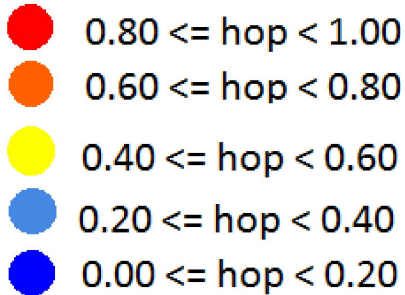 0.80 <= hop < 1.00
0.60 <= hop < 0.80
0.40 <= hop < 0.60
0.20 <= hop < 0.40
0.00 <= hop < 0.20